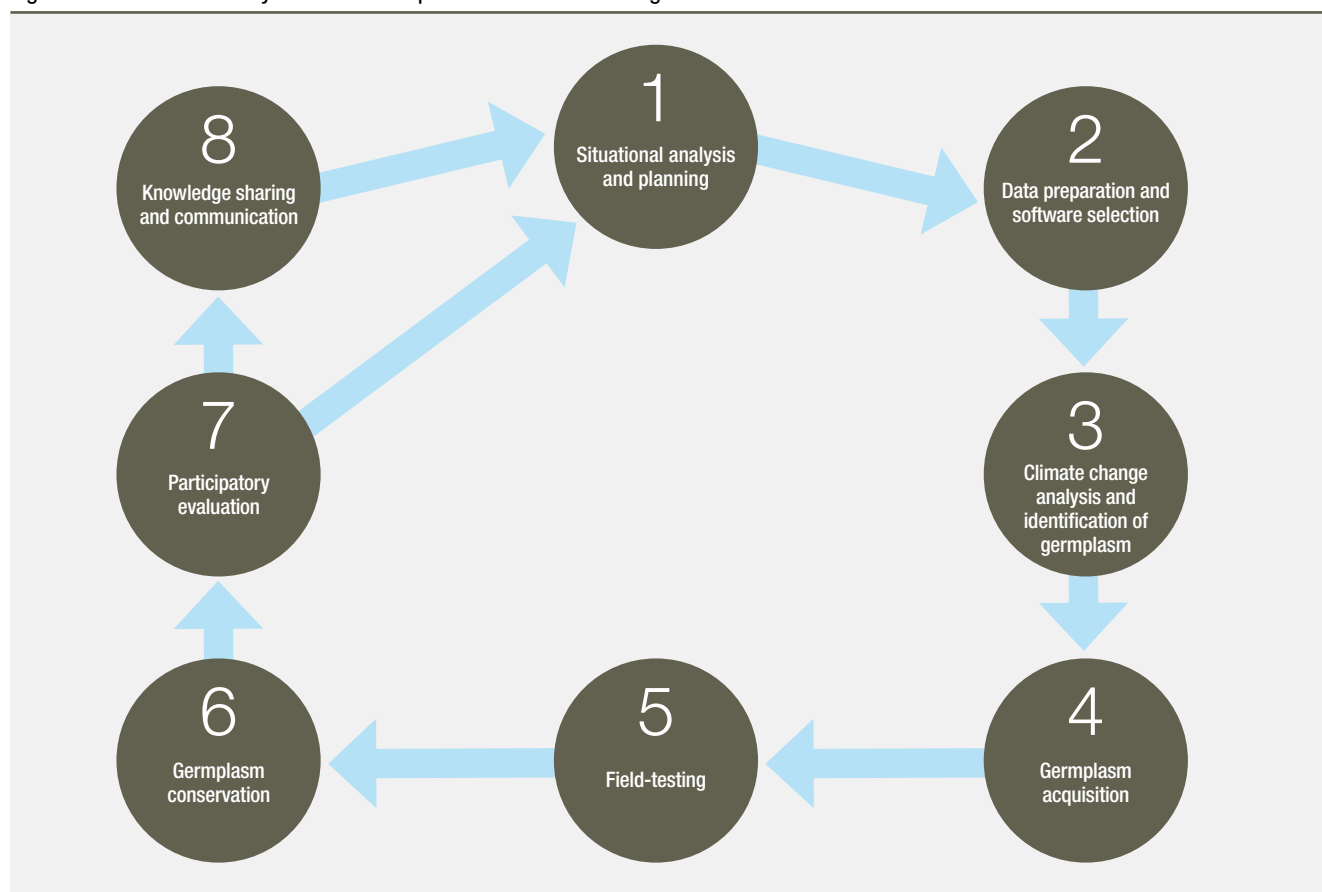 1
Situational analysis
and planning
2
Data preparation and
software selection
3
Climate change
analysis and
identification of
germplasm
4
Germplasm
acquisition
5
Field-testing
6
Germplasm
conservation
7
Participatory
evaluation
8
Knowledge sharing
and communication